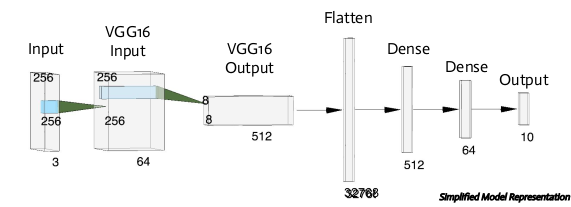 Input
256
256
3
VGG16
Input
256
256
64
VGG16
Output
8
8
512
Flatten
32768
Dense
512
Dense
64
Output
10
Simplified Model Representation